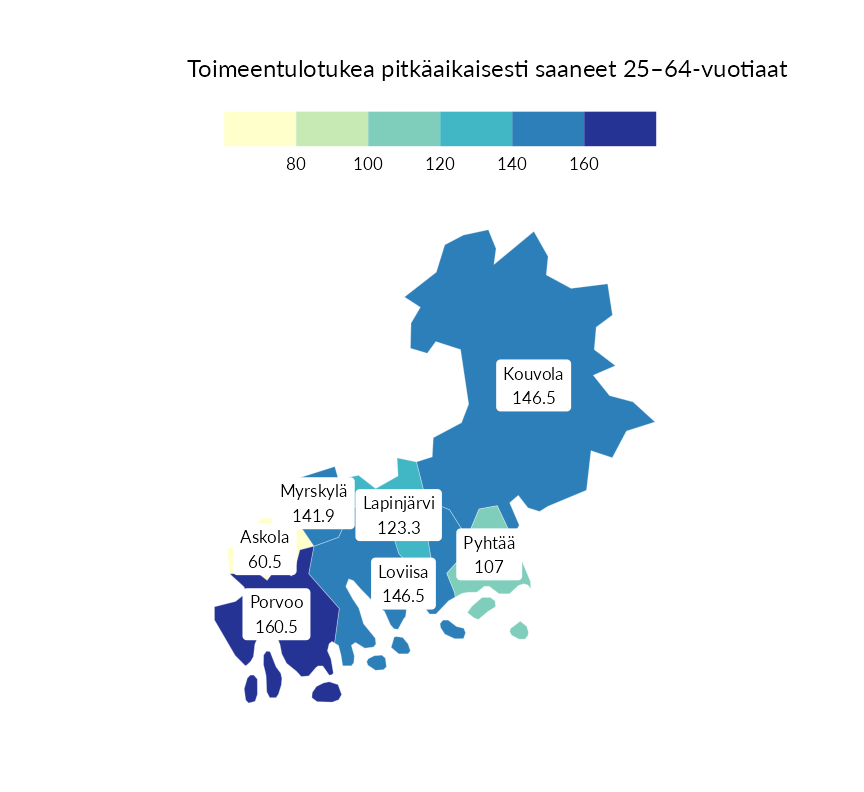 Toimeentulotukea pitkäaikaisesti saaneet 25–64-vuotiaat
80 100 120 140 160
Kouvola
146.5
Myrskylä
141.9
Lapinjärvi
123.3
Askola
60.5
Pyhtää
107
Loviisa
146.5
Porvoo
160.5